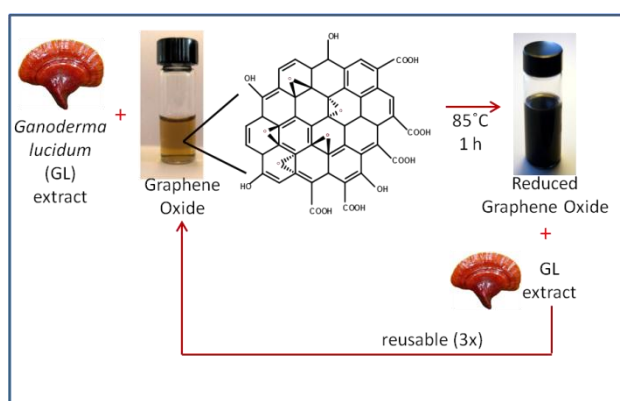 Ganoderma
lucidum
(GL)
extract
+
Graphene
Oxide
OH
COOH
OH
COOH
COOH
COOH
HO
OH
COOH
COOH
85°C
1 h
Reduced
Graphene Oxide
+
GL
extract
reusable (3x)